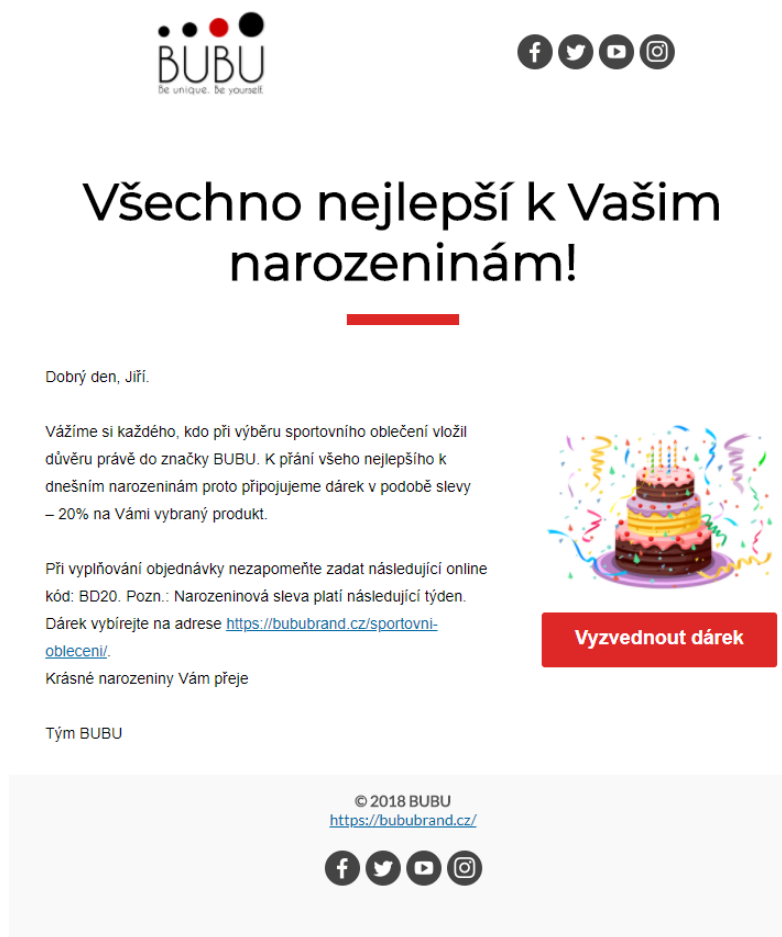 BUBU
Be unique. Be yourself.
Všechno nejlepší k Vašim
narozeninám!
Dobrý den, Jiří.
Vážíme si každého, kdo při výběru sportovního oblečení vložil
důvěru právě do značky BUBU. K přání všeho nejlepšího k
dnešním narozeninám proto připojujeme dárek v podobě slevy
– 20% na Vámi vybraný produkt.
Při vyplňování objednávky nezapomeňte zadat následující online
kód: BD20. Pozn.: Narozeninová sleva platí následující týden.
Dárek vybírejte na adrese https://bububrand.cz/sportovni-
obleceni/.
Krásné narozeniny Vám přeje
Tým BUBU
Vyzvednout dárek
© 2018 BUBU
https://bububrand.cz/